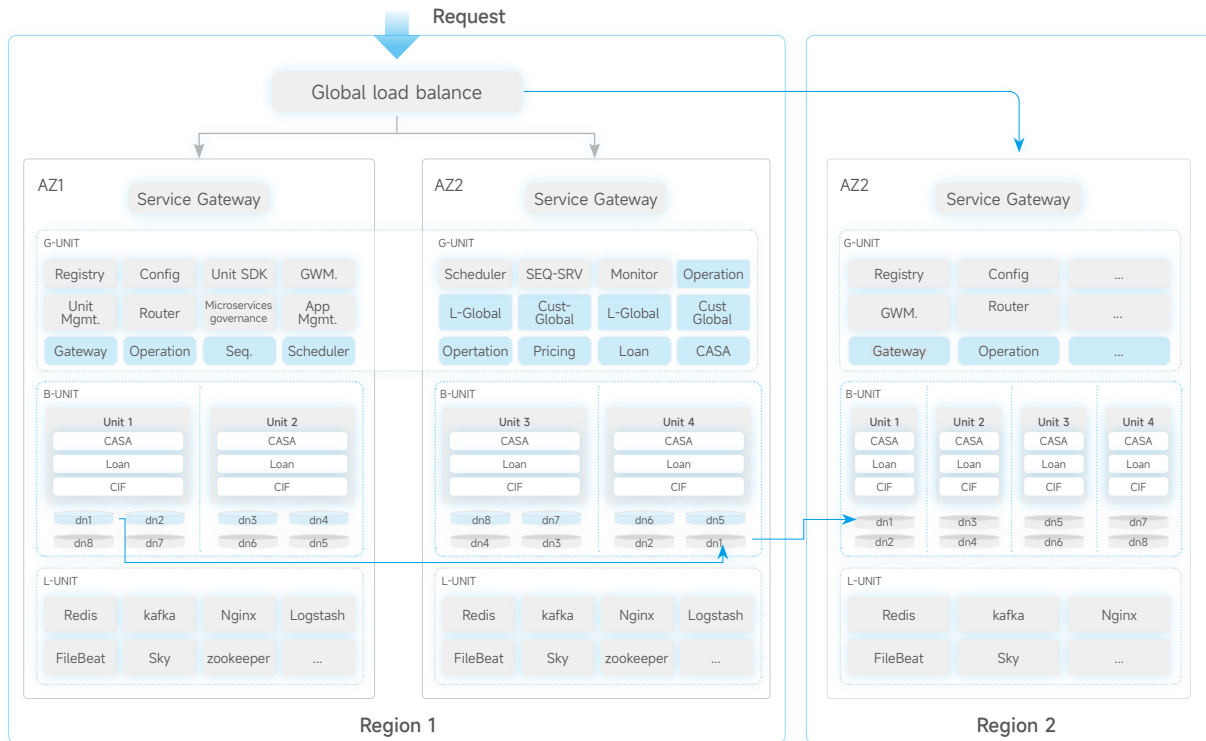 Request
Global load balance
AZ1
Service Gateway
G-UNIT
Registry
Config
Unit SDK
GWM.
Unit
Mgmt.
Router
Microservices
governance
App
Mgmt.
Gateway
Operation
Seq.
Scheduler
B-UNIT
Unit 1
CASA
Loan
CIF
Unit 2
CASA
Loan
CIF
dn1
dn2
dn3
dn4
dn8
dn7
dn6
dn5
L-UNIT
Redis
kafka
Nginx
Logstash
FileBeat
Sky
zookeeper
...
AZ2
Service Gateway
G-UNIT
Scheduler
SEQ-SRV
Monitor
Operation
L-Global
Cust-
Global
L-Global
Cust
Global
Opertation
Pricing
Loan
CASA
B-UNIT
Unit 3
CASA
Loan
CIF
Unit 4
CASA
Loan
CIF
dn8
dn7
dn6
dn5
dn4
dn3
dn2
dn1
L-UNIT
Redis
kafka
Nginx
Logstash
FileBeat
Sky
zookeeper
...
Region 1
AZ2
Service Gateway
G-UNIT
Registry
Config
...
GWM.
Router
...
Gateway
Operation
...
B-UNIT
Unit 1
CASA
Loan
CIF
Unit 2
CASA
Loan
CIF
Unit 3
CASA
Loan
CIF
Unit 4
CASA
Loan
CIF
dn1
dn3
dn5
dn7
dn2
dn4
dn6
dn8
L-UNIT
Redis
kafka
Nginx
FileBeat
Sky
...
Region 2